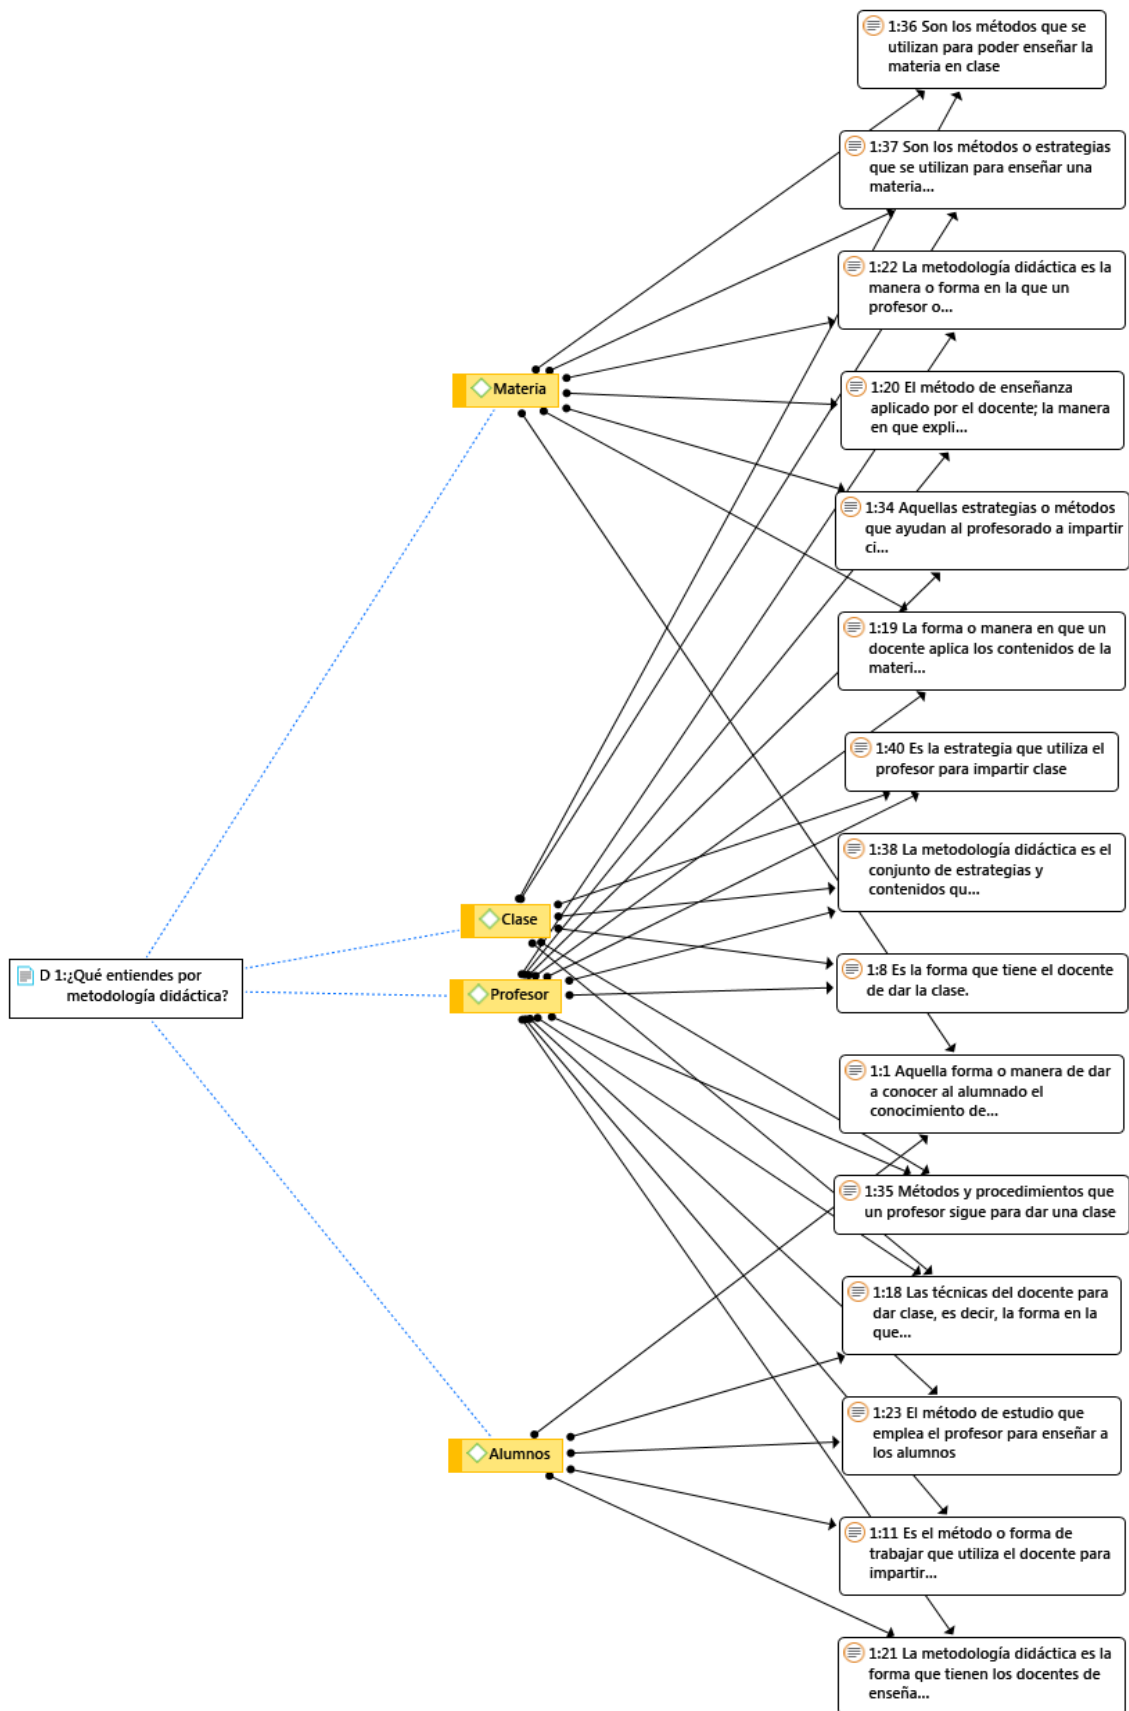 1:36 Son los métodos que se
utilizan para poder enseñar la
materia en clase
1:37 Son los métodos o estrategias
que se utilizan para enseñar una
materia...
1:22 La metodología didáctica es la
manera o forma en la que un
profesor o...
Materia
1:20 El método de enseñanza
aplicado por el docente; la manera
en que expli...
1:34 Aquellas estrategias o métodos
que ayudan al profesorado a impartir
ci...
1:19 La forma o manera en que un
docente aplica los contenidos de la
materi...
1:40 Es la estrategia que utiliza el
profesor para impartir clase
1:38 La metodología didáctica es el
conjunto de estrategias y
contenidos qu...
Clase
D 1:¿Qué entiendes por
metodología didáctica?
Profesor
1:8 Es la forma que tiene el docente
de dar la clase.
1:1 Aquella forma o manera de dar
a conocer al alumnado el
conocimiento de...
1:35 Métodos y procedimientos que
un profesor sigue para dar una clase
1:18 Las técnicas del docente para
dar clase, es decir, la forma en la
que...
Alumnos
1:23 El método de estudio que
emplea el profesor para enseñar a
los alumnos
1:11 Es el método o forma de
trabajar que utiliza el docente para
impartir...
1:21 La metodología didáctica es la
forma que tienen los docentes de
enseña...